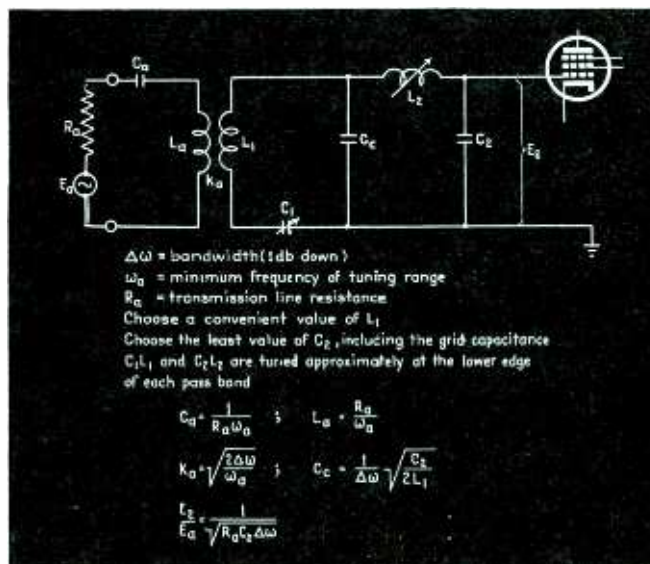 Cₐ
Rₐ
Eₐ
Lₐ
L₁
Kₐ
C₁
C꜀
L₂
C₂
Δω = bandwidth (1db down)
ωₐ = minimum frequency of tuning range
Rₐ = transmission line resistance
Choose a convenient value of L₁
Choose the least value of C₂, including the grid capacitance
C₁L₁ and C₂L₂ are tuned approximately at the lower edge
of each pass band
Cₐ = 1/(Rₐωₐ) ; Lₐ = Rₐ/ωₐ
Kₐ = √(2Δω/ωₐ) ; C꜀ = 1/Δω √(C₂/2L₁)
E₂/Eₐ = 1/√(RₐC₂Δω)